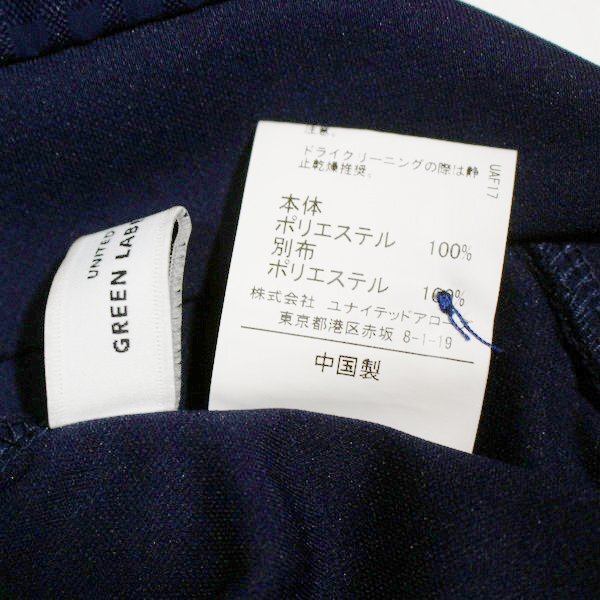 注意。
ドライクリーニングの際は静
止乾燥推奨。
UAF17
本体
ポリエステル 100%
別布
ポリエステル 100%
株式会社 ユナイテッドアロー
東京都港区赤坂 8-1-19
中国製
UNITED
GREEN LAB